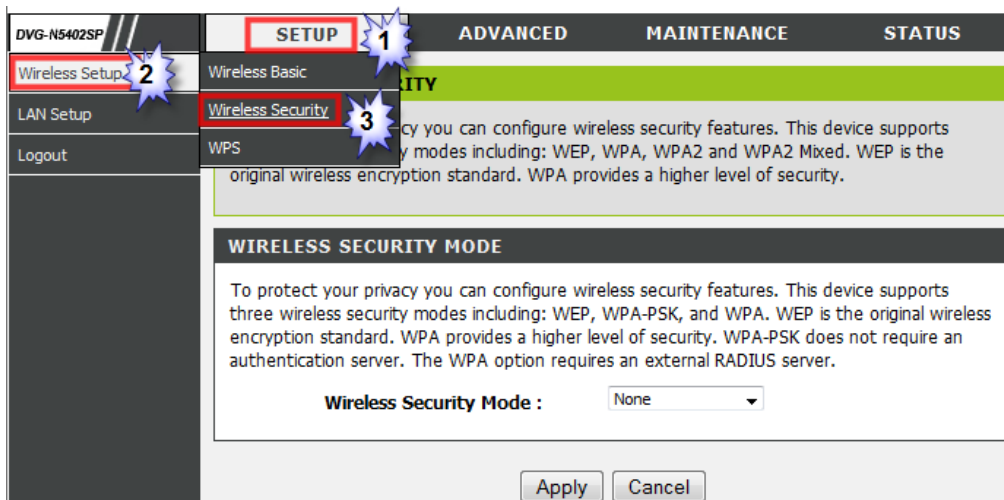 DVG-N5402SP
SETUP 1 ADVANCED MAINTENANCE STATUS
Wireless Setup 2
LAN Setup
Logout
Wireless Basic
Wireless Security 3
WPS
you can configure wireless security features. This device supports
modes including: WEP, WPA, WPA2 and WPA2 Mixed. WEP is the
original wireless encryption standard. WPA provides a higher level of security.
WIRELESS SECURITY MODE
To protect your privacy you can configure wireless security features. This device supports
three wireless security modes including: WEP, WPA-PSK, and WPA. WEP is the original wireless
encryption standard. WPA provides a higher level of security. WPA-PSK does not require an
authentication server. The WPA option requires an external RADIUS server.
Wireless Security Mode : None
Apply Cancel